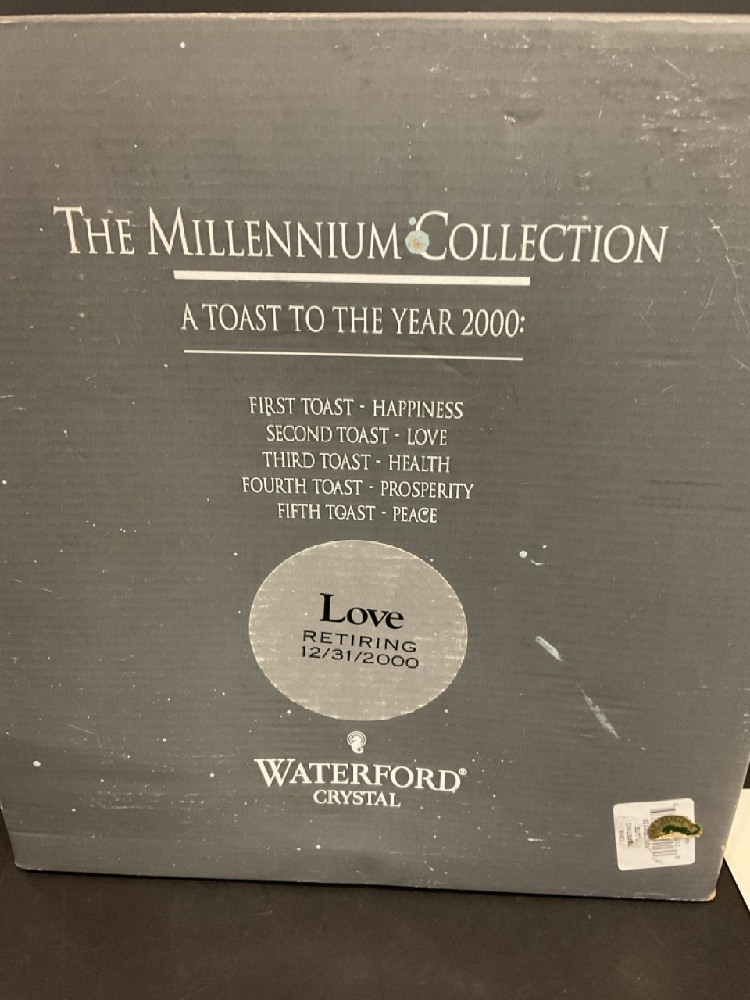 THE MILLENNIUM COLLECTION
A TOAST TO THE YEAR 2000:
FIRST TOAST - HAPPINESS
SECOND TOAST - LOVE
THIRD TOAST - HEALTH
FOURTH TOAST - PROSPERITY
FIFTH TOAST - PEACE
Love
RETIRING
12/31/2000
WATERFORD®
CRYSTAL